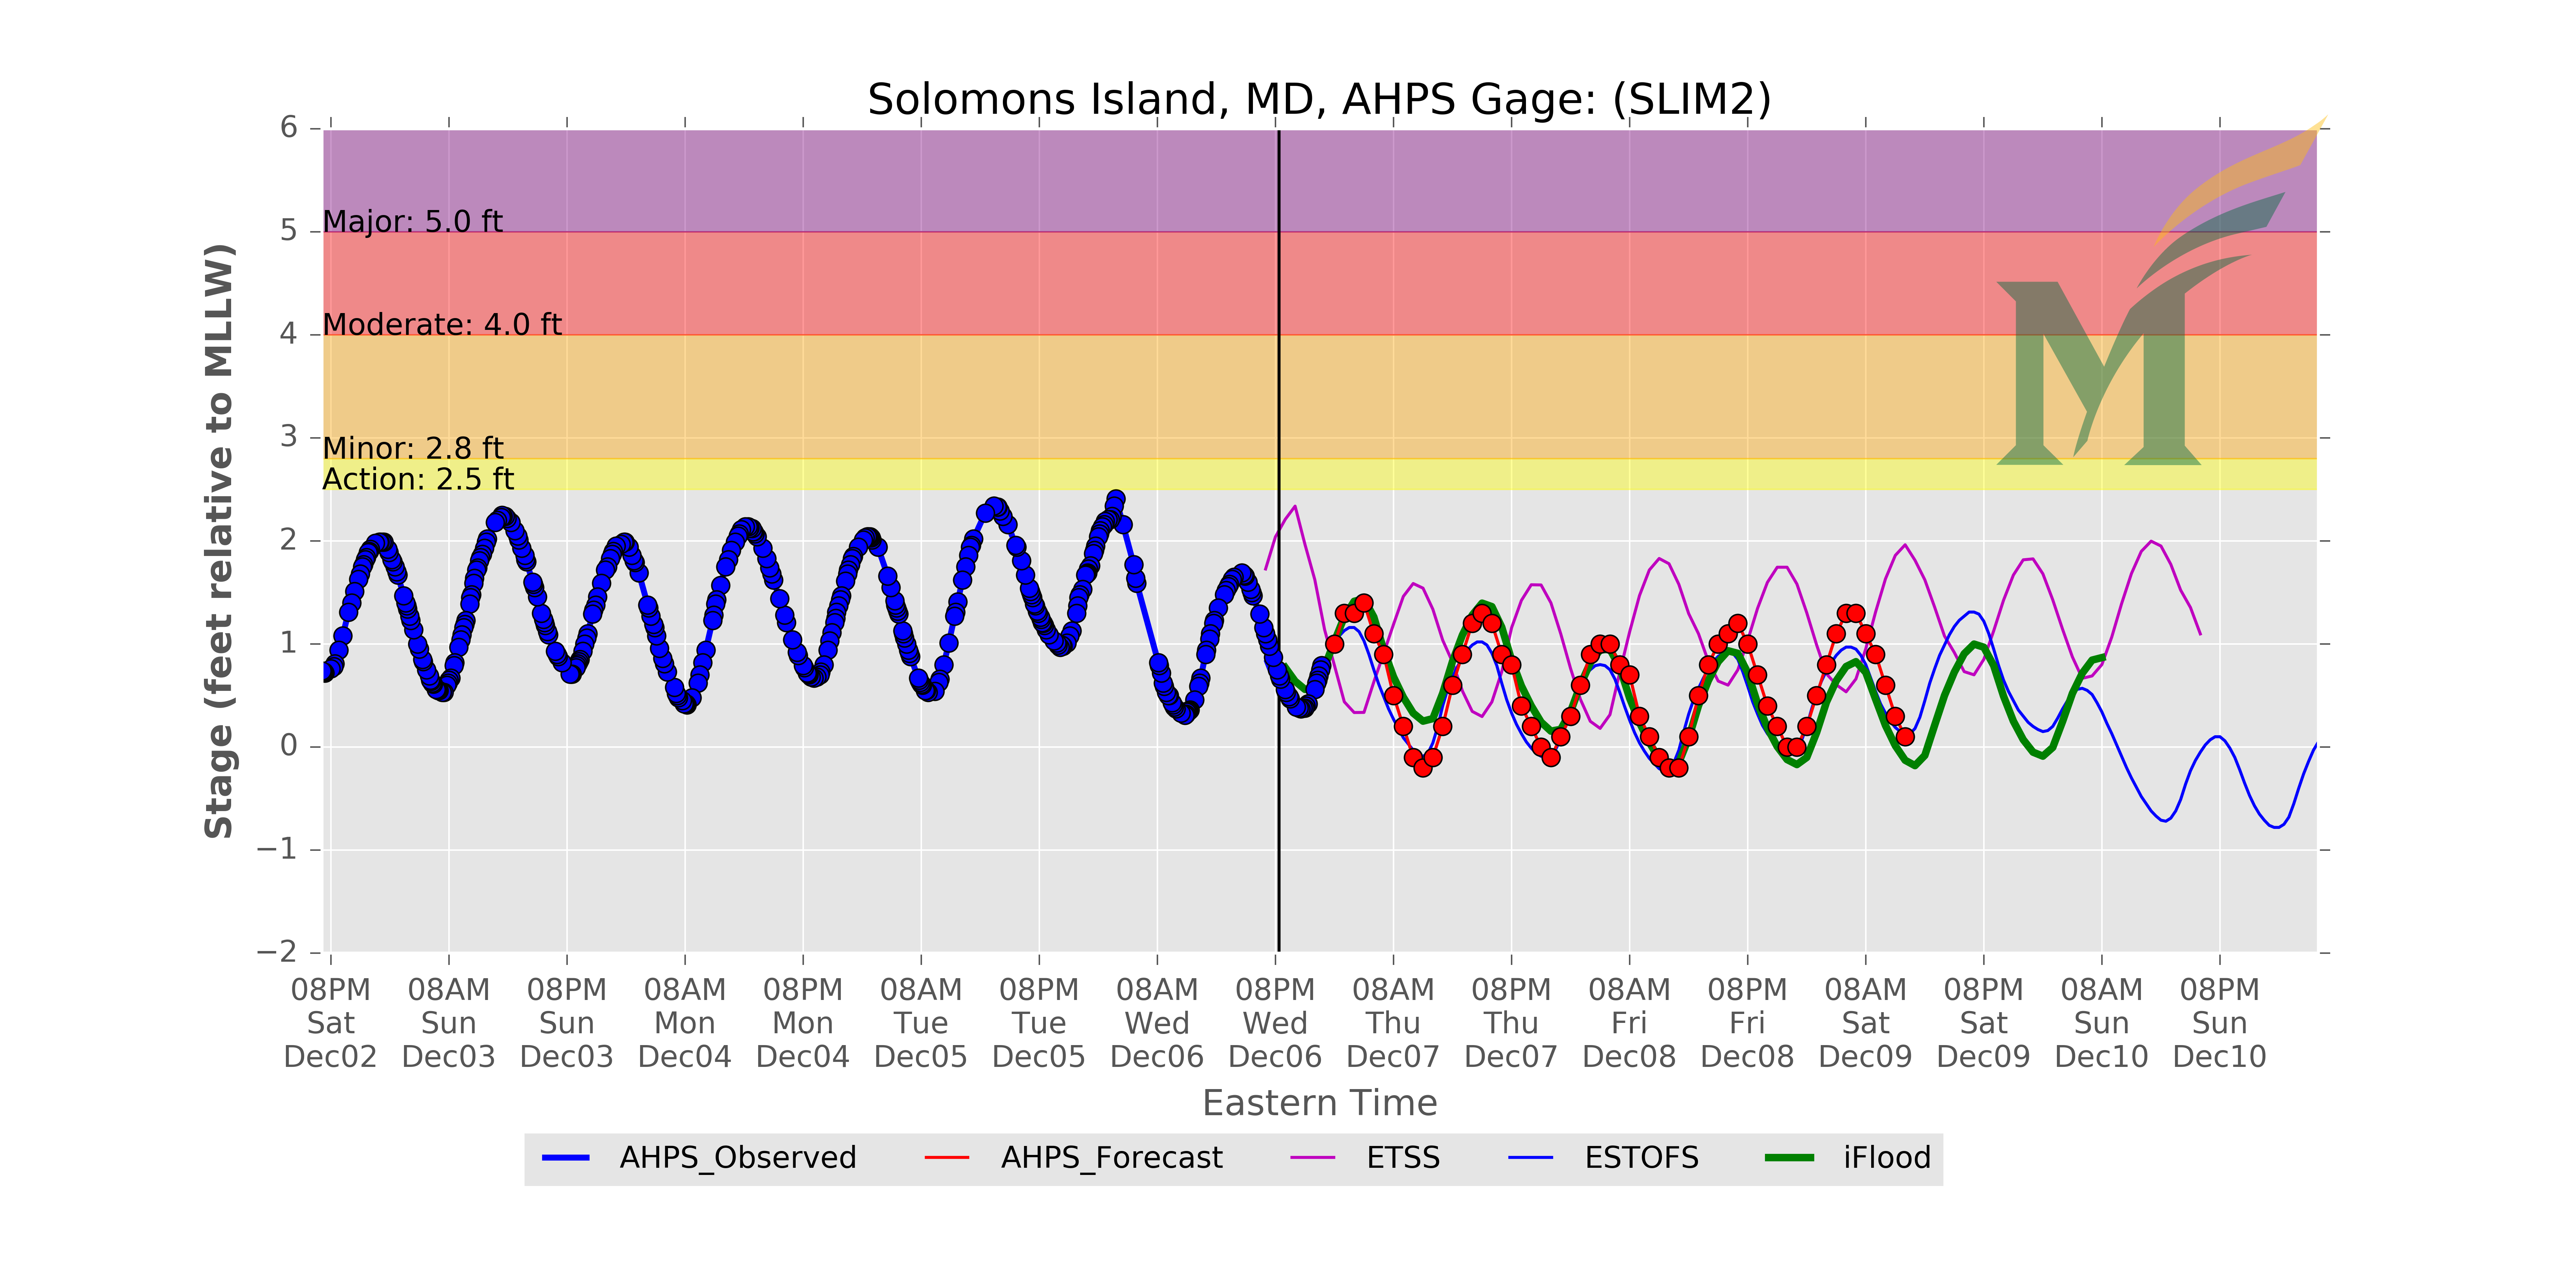 Solomons Island, MD, AHPS Gage: (SLIM2)
6
5
4
3
2
1
0
−1
−2
Stage (feet relative to MLLW)
Major: 5.0 ft
Moderate: 4.0 ft
Minor: 2.8 ft
Action: 2.5 ft
M
08PM 08AM 08PM 08AM 08PM 08AM 08PM 08AM 08PM 08AM 08PM 08AM 08PM 08AM 08PM 08AM 08PM
Sat Sun Sun Mon Mon Tue Tue Wed Wed Thu Thu Fri Fri Sat Sat Sun Sun
Dec02 Dec03 Dec03 Dec04 Dec04 Dec05 Dec05 Dec06 Dec06 Dec07 Dec07 Dec08 Dec08 Dec09 Dec09 Dec10 Dec10
Eastern Time
AHPS_Observed AHPS_Forecast ETSS ESTOFS iFlood